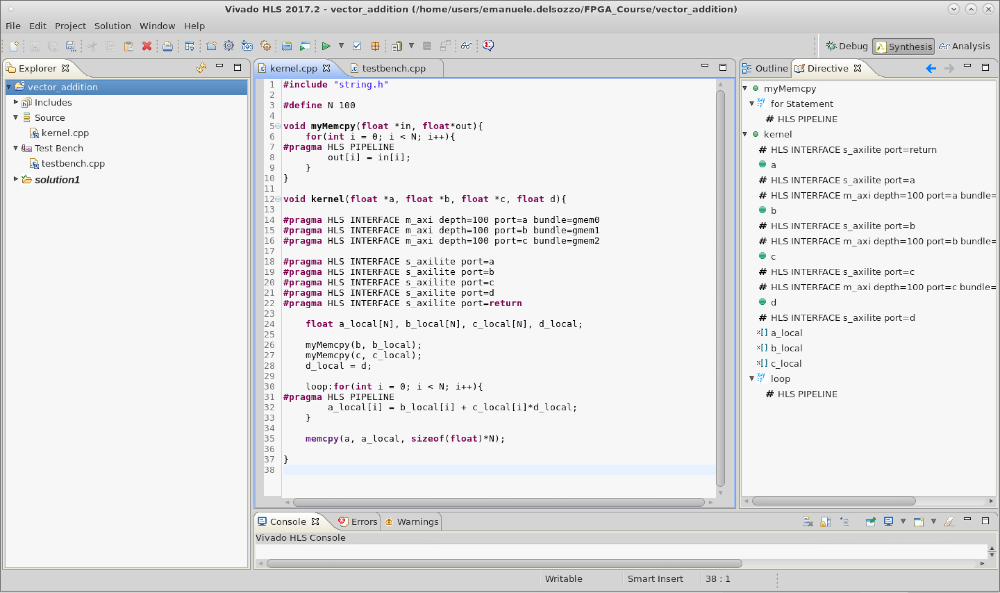 Vivado HLS 2017.2 - vector_addition (/home/users/emanuele.delsozzo/FPGA_Course/vector_addition)
File Edit Project Solution Window Help
Debug Synthesis Analysis
Explorer
vector_addition
Includes
Source
kernel.cpp
Test Bench
testbench.cpp
solution1
kernel.cpp testbench.cpp
1 #include "string.h"
2
3 #define N 100
4
5 void myMemcpy(float *in, float*out){
6     for(int i = 0; i < N; i++){
7 #pragma HLS PIPELINE
8         out[i] = in[i];
9     }
10 }
11
12 void kernel(float *a, float *b, float *c, float d){
13
14 #pragma HLS INTERFACE m_axi depth=100 port=a bundle=gmem0
15 #pragma HLS INTERFACE m_axi depth=100 port=b bundle=gmem1
16 #pragma HLS INTERFACE m_axi depth=100 port=c bundle=gmem2
17
18 #pragma HLS INTERFACE s_axilite port=a
19 #pragma HLS INTERFACE s_axilite port=b
20 #pragma HLS INTERFACE s_axilite port=c
21 #pragma HLS INTERFACE s_axilite port=d
22 #pragma HLS INTERFACE s_axilite port=return
23
24     float a_local[N], b_local[N], c_local[N], d_local;
25
26     myMemcpy(b, b_local);
27     myMemcpy(c, c_local);
28     d_local = d;
29
30     loop:for(int i = 0; i < N; i++){
31 #pragma HLS PIPELINE
32         a_local[i] = b_local[i] + c_local[i]*d_local;
33     }
34
35     memcpy(a, a_local, sizeof(float)*N);
36
37 }
38
Outline Directive
myMemcpy
for Statement
# HLS PIPELINE
kernel
# HLS INTERFACE s_axilite port=return
a
# HLS INTERFACE s_axilite port=a
# HLS INTERFACE m_axi depth=100 port=a bundle=
b
# HLS INTERFACE s_axilite port=b
# HLS INTERFACE m_axi depth=100 port=b bundle=
c
# HLS INTERFACE s_axilite port=c
# HLS INTERFACE m_axi depth=100 port=c bundle=
d
# HLS INTERFACE s_axilite port=d
a_local
b_local
c_local
loop
# HLS PIPELINE
Console Errors Warnings
Vivado HLS Console
Writable Smart Insert 38 : 1